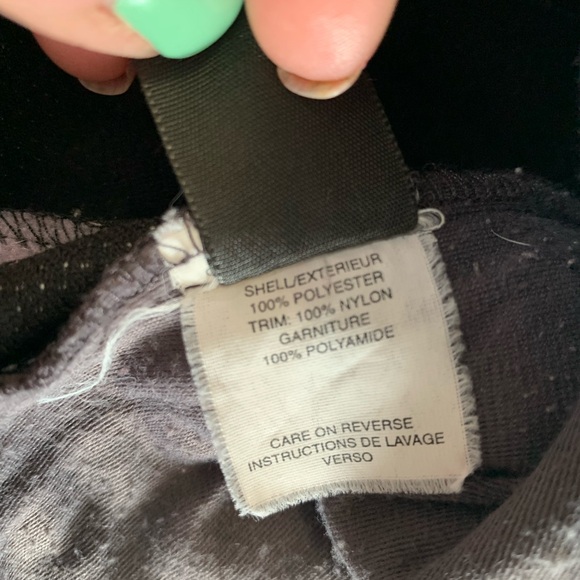 SHELL/EXTERIEUR
100% POLYESTER
TRIM: 100% NYLON
GARNITURE
100% POLYAMIDE
CARE ON REVERSE
INSTRUCTIONS DE LAVAGE
VERSO